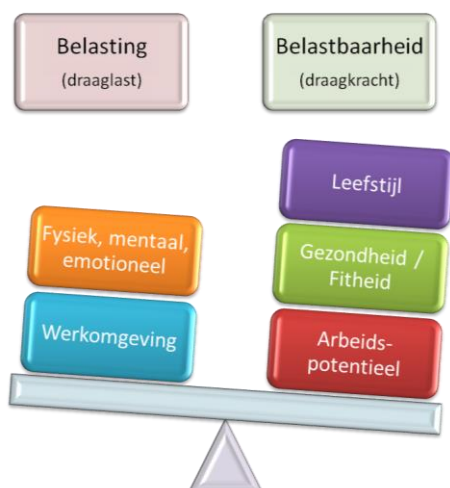 Belasting
(draaglast)
Belastbaarheid
(draagkracht)
Leefstijl
Fysiek, mentaal,
emotioneel
Gezondheid /
Fitheid
Werkomgeving
Arbeids-
potentieel